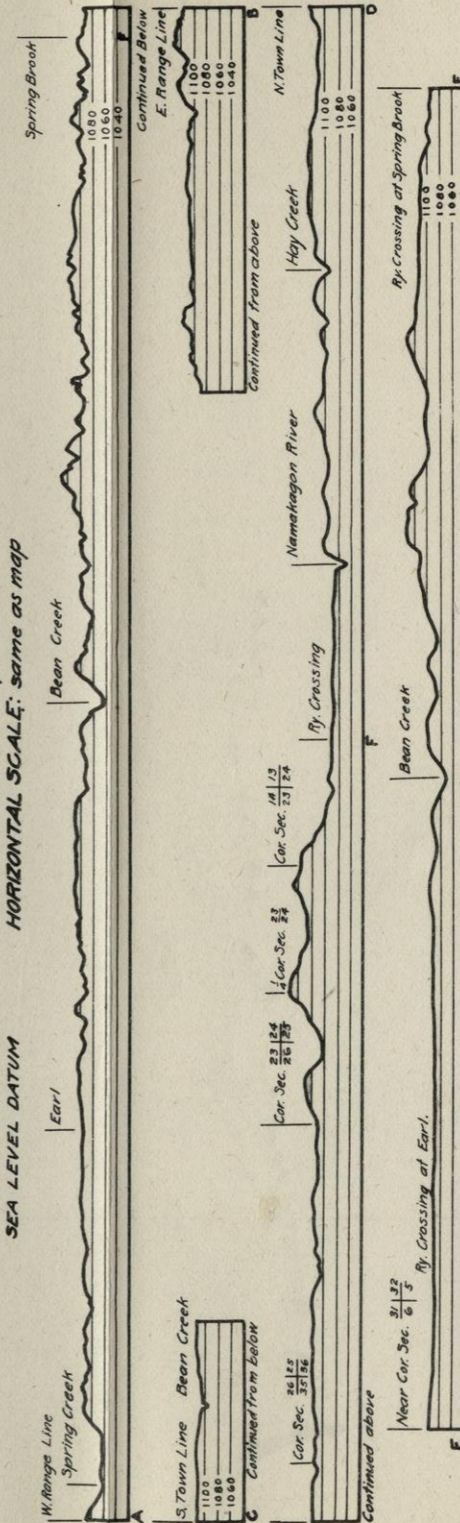 SEA LEVEL DATUM
HORIZONTAL SCALE: same as map
W. Range Line
Spring Creek
Earl
Bean Creek
Spring Brook
1080
1060
1040
A
Continued Below
E. Range Line
1100
1080
1060
1040
B
Continued from above
S. Town Line
Bean Creek
1100
1080
1060
C
Continued from below
Cor. Sec. 26|25
35|36
Cor. Sec. 23|24
26|25
1/4 Cor. Sec. 23
24
Cor. Sec. 14|13
23|24
Ry. Crossing
Namakagon River
Hay Creek
N. Town Line
1100
1080
1060
D
F
Continued above
Near Cor. Sec. 31|32
6|5
Ry. Crossing at Earl.
Bean Creek
Ry. Crossing at Spring Brook
1100
1080
1060
E